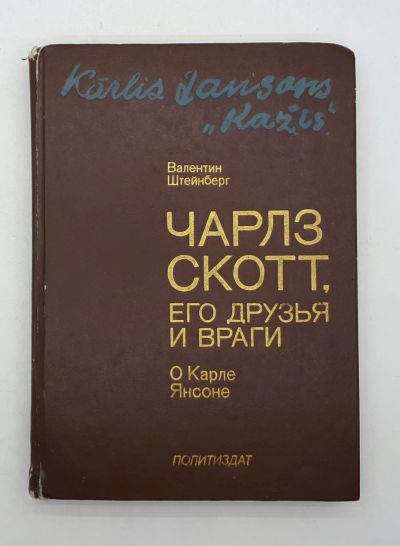 Kārlis Jansons
„Kažis“
Валентин
Штейнберг
ЧАРЛЗ
СКОТТ,
ЕГО ДРУЗЬЯ
И ВРАГИ
О Карле
Янсоне
ПОЛИТИЗДАТ